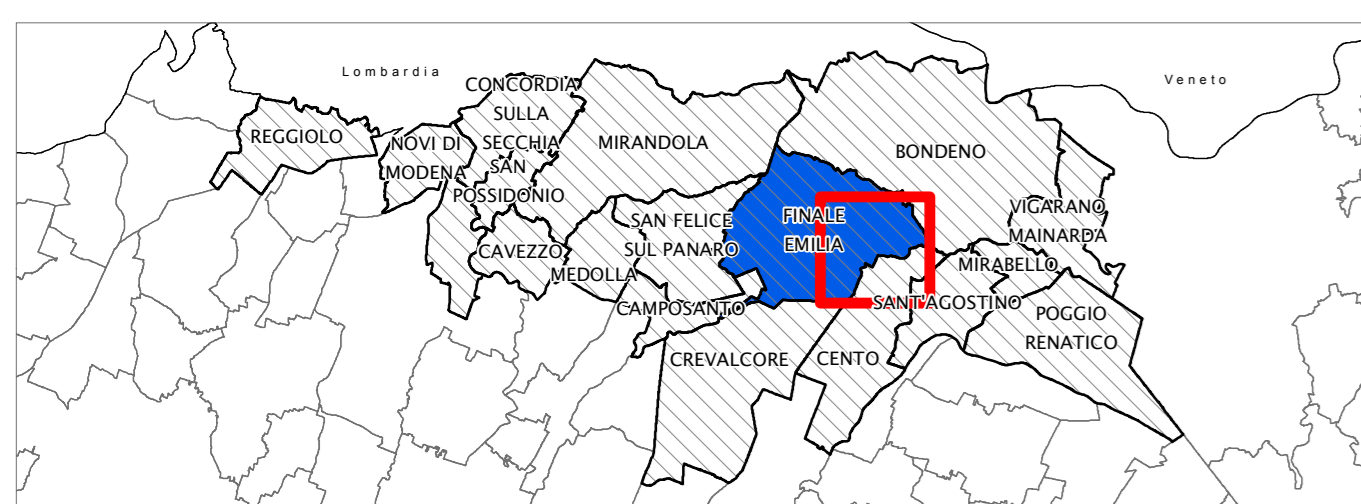 Lombardia
Veneto
CONCORDIA
SULLA
SECCHIA
REGGIOLO
NOVI DI
MODENA
SAN
POSSIDONIO
MIRANDOLA
BONDENO
FINALE
EMILIA
SAN FELICE
SUL PANARO
VIGARANO
MAINARDA
CAVEZZO
MEDOLLA
MIRABELLO
CAMPOSANTO
SANT'AGOSTINO
POGGIO
RENATICO
CREVALCORE
CENTO